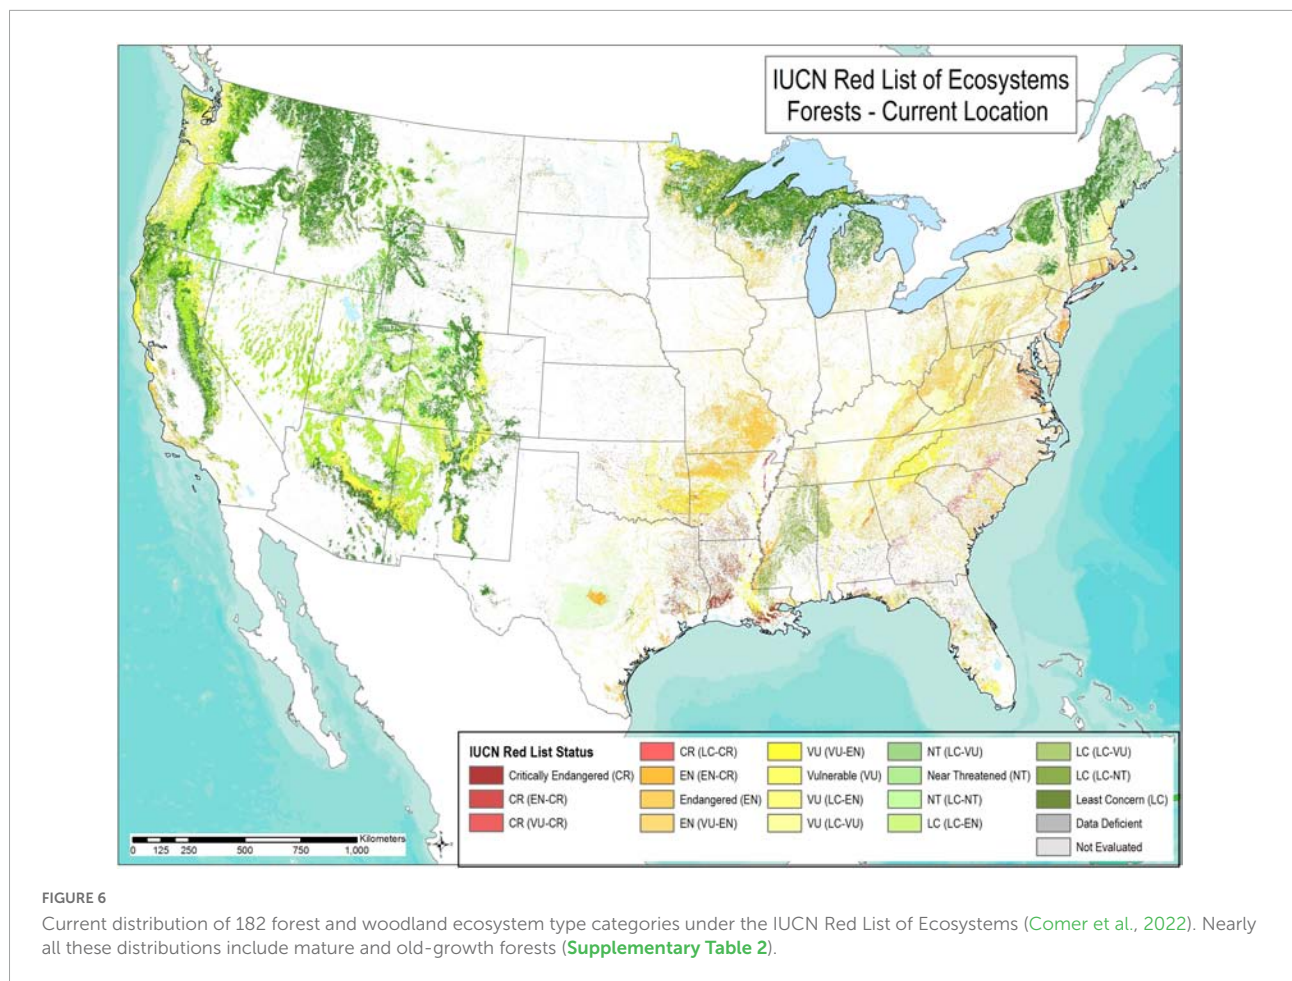 IUCN Red List of Ecosystems
Forests - Current Location
IUCN Red List Status
Critically Endangered (CR)
CR (EN-CR)
CR (VU-CR)
CR (LC-CR)
EN (EN-CR)
Endangered (EN)
EN (VU-EN)
VU (VU-EN)
Vulnerable (VU)
VU (LC-EN)
VU (LC-VU)
NT (LC-VU)
Near Threatened (NT)
NT (LC-NT)
LC (LC-EN)
LC (LC-VU)
LC (LC-NT)
Least Concern (LC)
Data Deficient
Not Evaluated
Kilometers
0 125 250 500 750 1,000
FIGURE 6
Current distribution of 182 forest and woodland ecosystem type categories under the IUCN Red List of Ecosystems (Comer et al., 2022). Nearly
all these distributions include mature and old-growth forests (Supplementary Table 2).